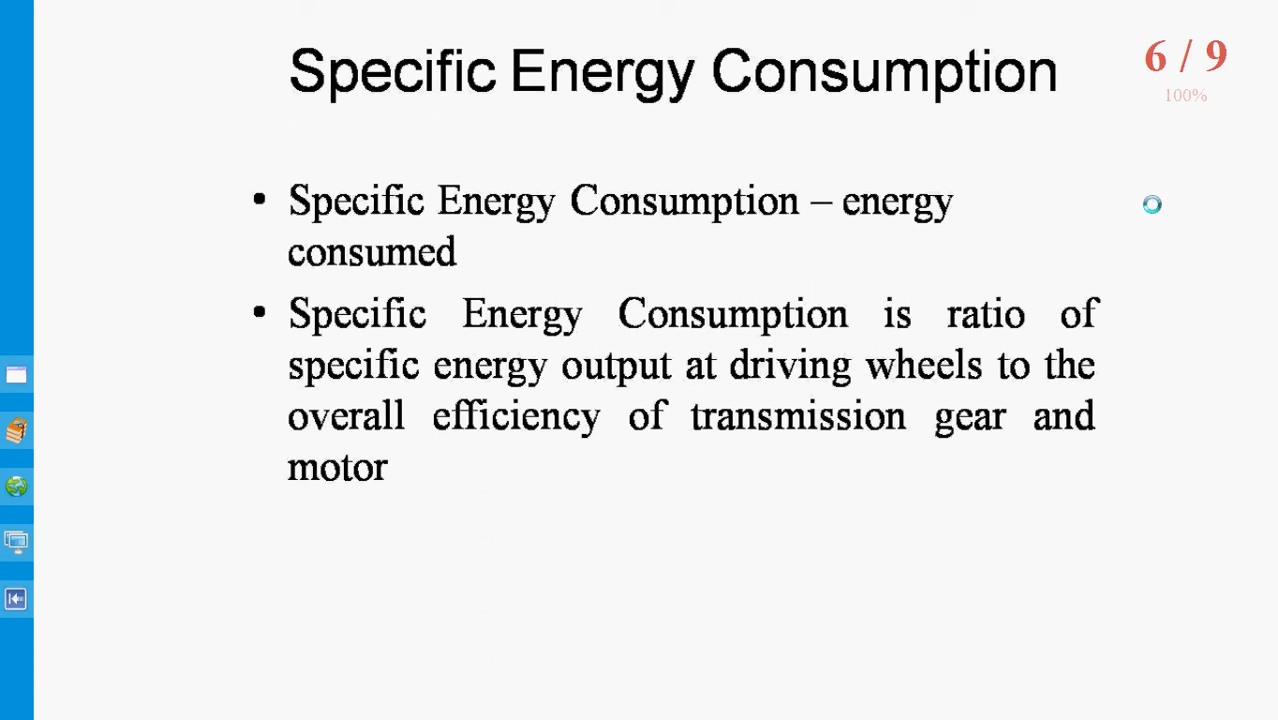 Specific Energy Consumption
6 / 9
100%
• Specific Energy Consumption – energy
consumed
• Specific Energy Consumption is ratio of
specific energy output at driving wheels to the
overall efficiency of transmission gear and
motor